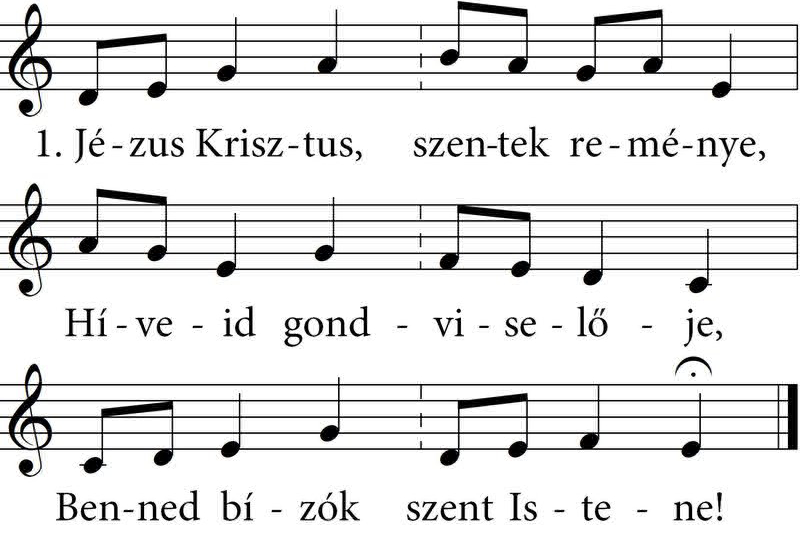 1. Jé-zus Krisz-tus, szen-tek re-mé-nye,
Hí-ve-id gond-vi-se-lő-je,
Ben-ned bí-zók szent Is-te-ne!